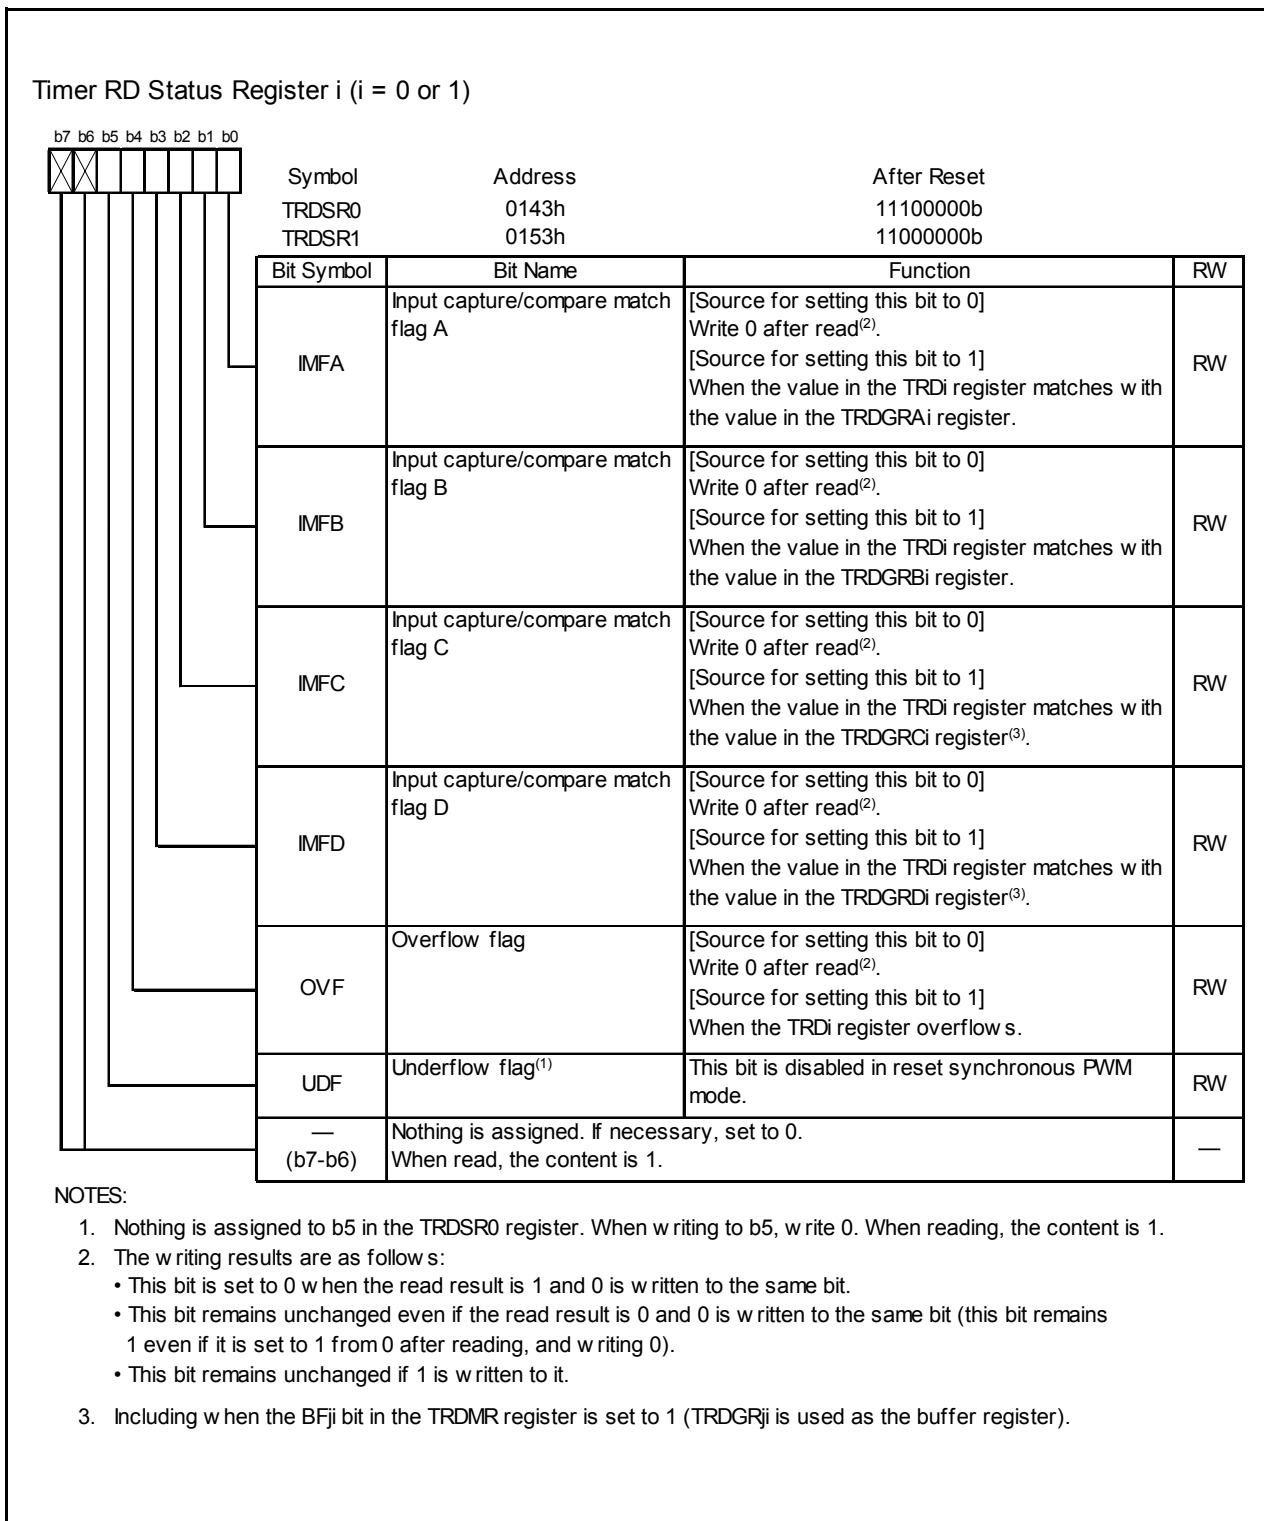 Timer RD Status Register i (i = 0 or 1)
b7 b6 b5 b4 b3 b2 b1 b0
Symbol Address After Reset
TRDSR0 0143h 11100000b
TRDSR1 0153h 11000000b
Bit Symbol Bit Name Function RW
IMFA
Input capture/compare match
flag A
[Source for setting this bit to 0]
Write 0 after read(2).
[Source for setting this bit to 1]
When the value in the TRDi register matches with
the value in the TRDGRAi register.
RW
IMFB
Input capture/compare match
flag B
[Source for setting this bit to 0]
Write 0 after read(2).
[Source for setting this bit to 1]
When the value in the TRDi register matches with
the value in the TRDGRBi register.
RW
IMFC
Input capture/compare match
flag C
[Source for setting this bit to 0]
Write 0 after read(2).
[Source for setting this bit to 1]
When the value in the TRDi register matches with
the value in the TRDGRCi register(3).
RW
IMFD
Input capture/compare match
flag D
[Source for setting this bit to 0]
Write 0 after read(2).
[Source for setting this bit to 1]
When the value in the TRDi register matches with
the value in the TRDGRDi register(3).
RW
OVF
Overflow flag
[Source for setting this bit to 0]
Write 0 after read(2).
[Source for setting this bit to 1]
When the TRDi register overflows.
RW
UDF
Underflow flag(1)
This bit is disabled in reset synchronous PWM
mode.
RW
—
(b7-b6)
Nothing is assigned. If necessary, set to 0.
When read, the content is 1.
—
NOTES:
1. Nothing is assigned to b5 in the TRDSR0 register. When writing to b5, write 0. When reading, the content is 1.
2. The writing results are as follows:
• This bit is set to 0 when the read result is 1 and 0 is written to the same bit.
• This bit remains unchanged even if the read result is 0 and 0 is written to the same bit (this bit remains
1 even if it is set to 1 from 0 after reading, and writing 0).
• This bit remains unchanged if 1 is written to it.
3. Including when the BFji bit in the TRDMR register is set to 1 (TRDGRji is used as the buffer register).